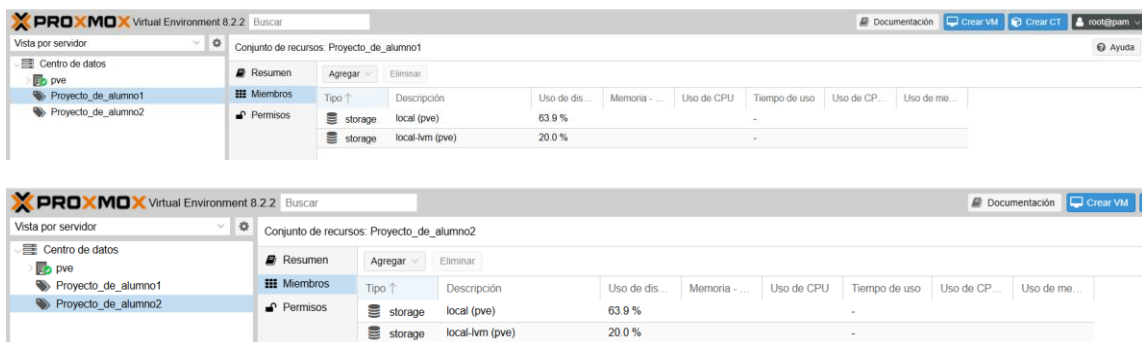 PROXMOX Virtual Environment 8.2.2 Buscar Documentación Crear VM Crear CT root@pam
Vista por servidor Conjunto de recursos: Proyecto_de_alumno1 Ayuda
Centro de datos
pve
Proyecto_de_alumno1
Proyecto_de_alumno2
Resumen
Miembros
Permisos
Agregar Eliminar
Tipo ↑ Descripción Uso de dis... Memoria - ... Uso de CPU Tiempo de uso Uso de CP... Uso de me...
storage local (pve) 63.9 % -
storage local-lvm (pve) 20.0 % -
PROXMOX Virtual Environment 8.2.2 Buscar Documentación Crear VM
Vista por servidor Conjunto de recursos: Proyecto_de_alumno2
Centro de datos
pve
Proyecto_de_alumno1
Proyecto_de_alumno2
Resumen
Miembros
Permisos
Agregar Eliminar
Tipo ↑ Descripción Uso de dis... Memoria - ... Uso de CPU Tiempo de uso Uso de CP... Uso de me...
storage local (pve) 63.9 % -
storage local-lvm (pve) 20.0 % -